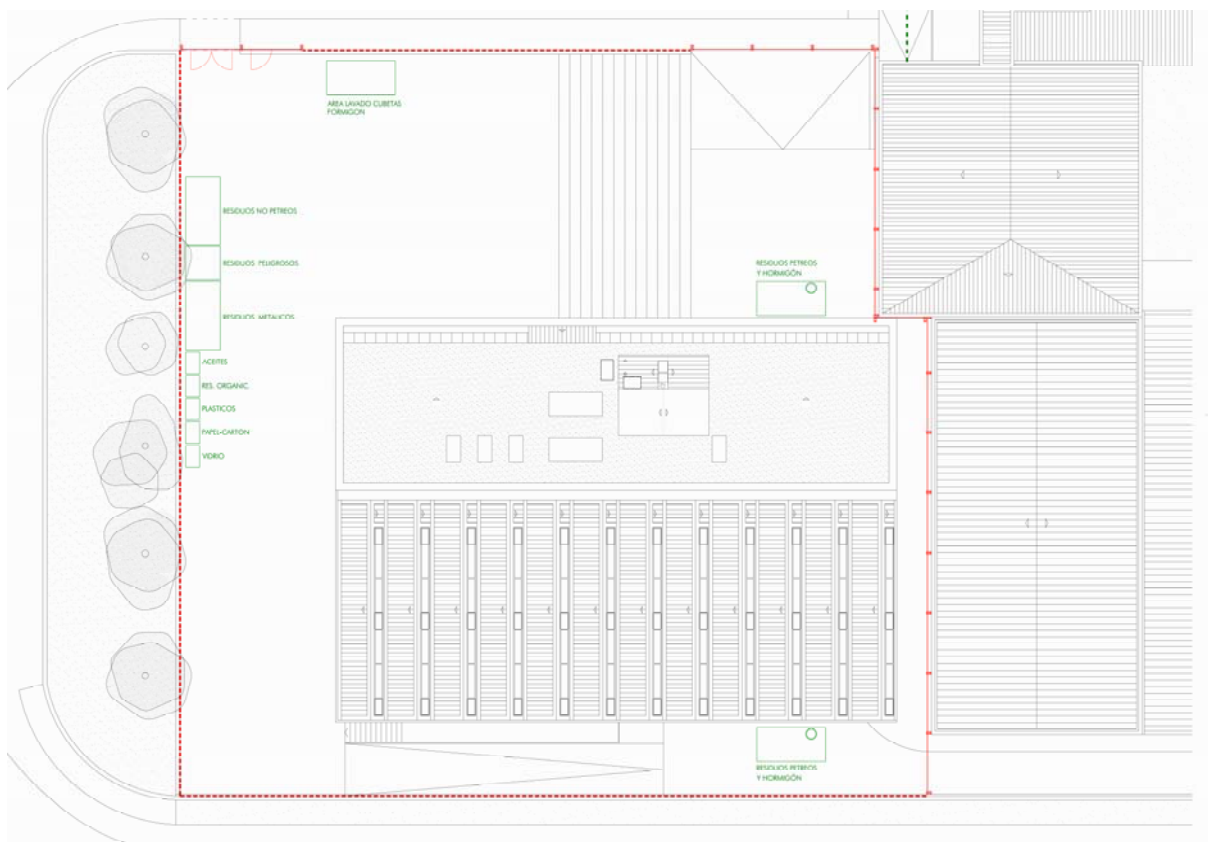 AREA LAVADO CUBETAS
FORMIGON
RESIDUOS NO PETREOS
RESIDUOS PELIGROSOS
RESIDUOS PETREOS
Y HORMIGÓN
RESIDUOS METALICOS
ACEITES
RES. ORGANIC.
PLASTICOS
PAPEL-CARTÓN
VIDRIO
RESIDUOS PETREOS
Y HORMIGÓN